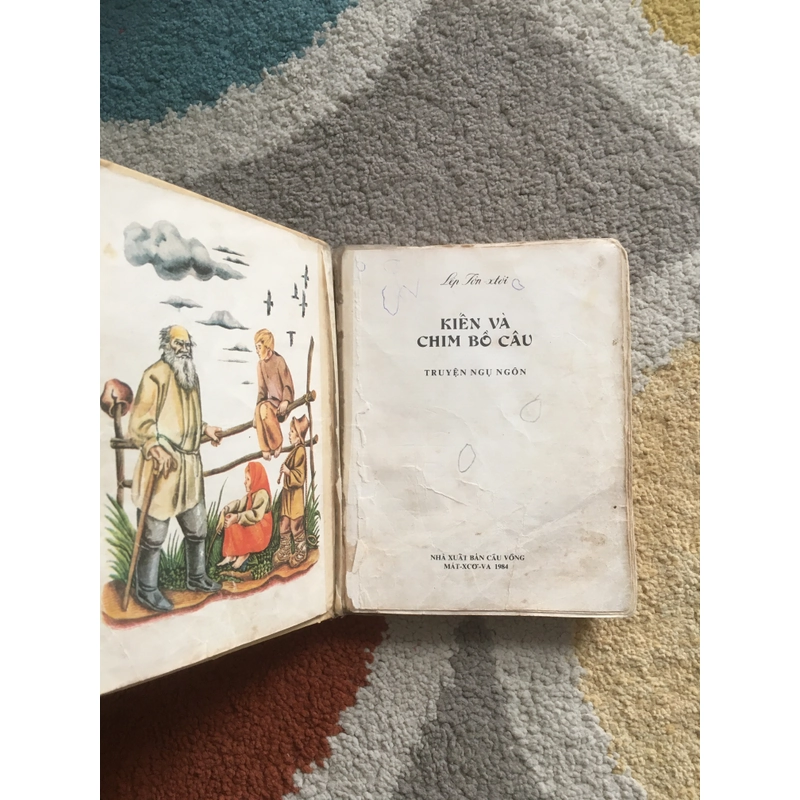 Lép Tôn-xtôi
KIẾN VÀ
CHIM BỒ CÂU
TRUYỆN NGỤ NGÔN
NHÀ XUẤT BẢN CẦU VỒNG
MÁT-XCƠ-VA 1984